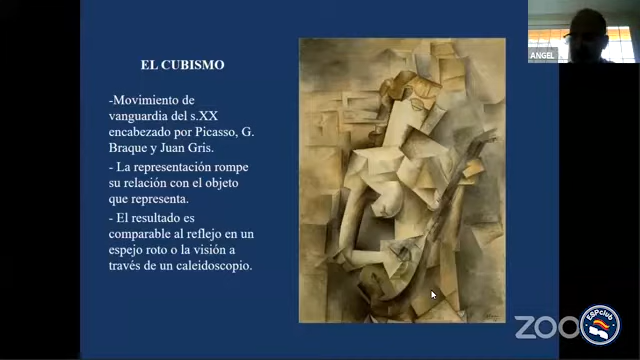 EL CUBISMO
-Movimiento de
vanguardia del s.XX
encabezado por Picasso, G.
Braque y Juan Gris.
- La representación rompe
su relación con el objeto
que representa.
- El resultado es
comparable al reflejo en un
espejo roto o la visión a
través de un caleidoscopio.
ANGEL
ZOO
ESPclub